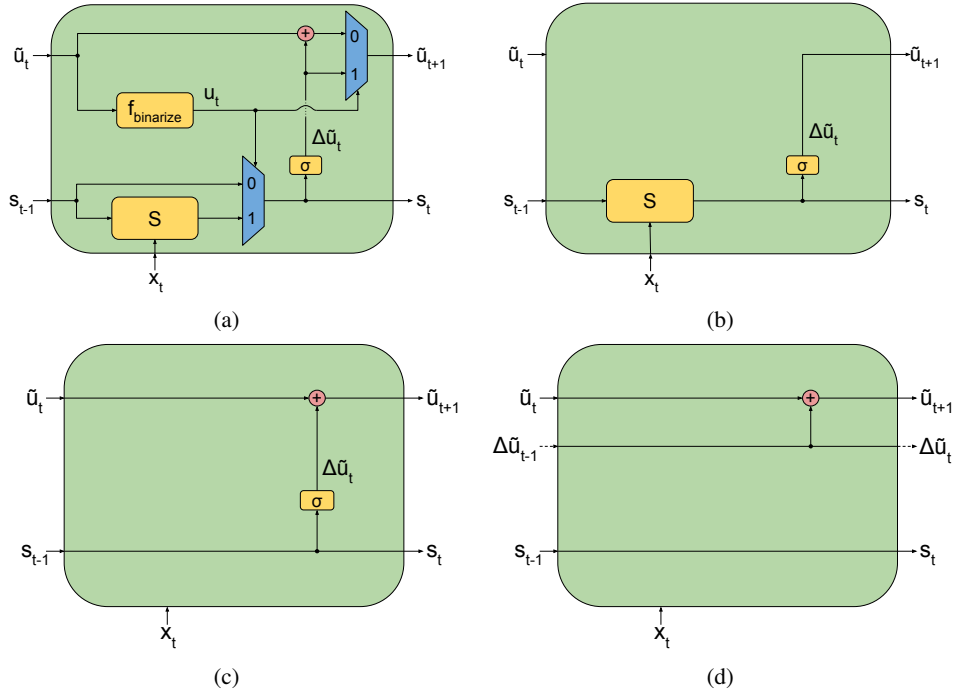 ũₜ
+
0
1
ũₜ₊₁
f_binarize
uₜ
Δũₜ
σ
0
1
sₜ₋₁
S
sₜ
xₜ
(a)
ũₜ
ũₜ₊₁
Δũₜ
σ
sₜ₋₁
S
sₜ
xₜ
(b)
ũₜ
+
ũₜ₊₁
Δũₜ
σ
sₜ₋₁
sₜ
xₜ
(c)
ũₜ
+
ũₜ₊₁
Δũₜ₋₁
Δũₜ
sₜ₋₁
sₜ
xₜ
(d)